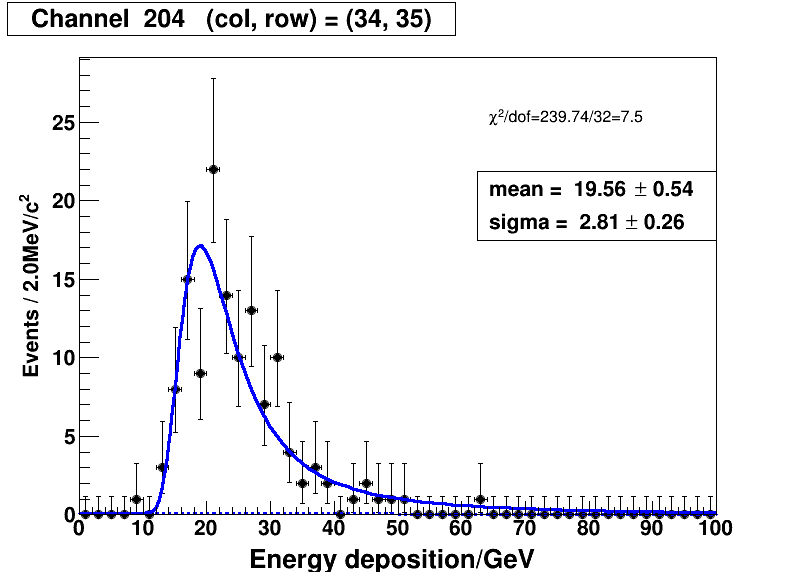 Channel 204 (col, row) = (34, 35)
χ²/dof=239.74/32=7.5
mean = 19.56 ± 0.54
sigma = 2.81 ± 0.26
Events / 2.0MeV/c²
25
20
15
10
5
0
0 10 20 30 40 50 60 70 80 90 100
Energy deposition/GeV